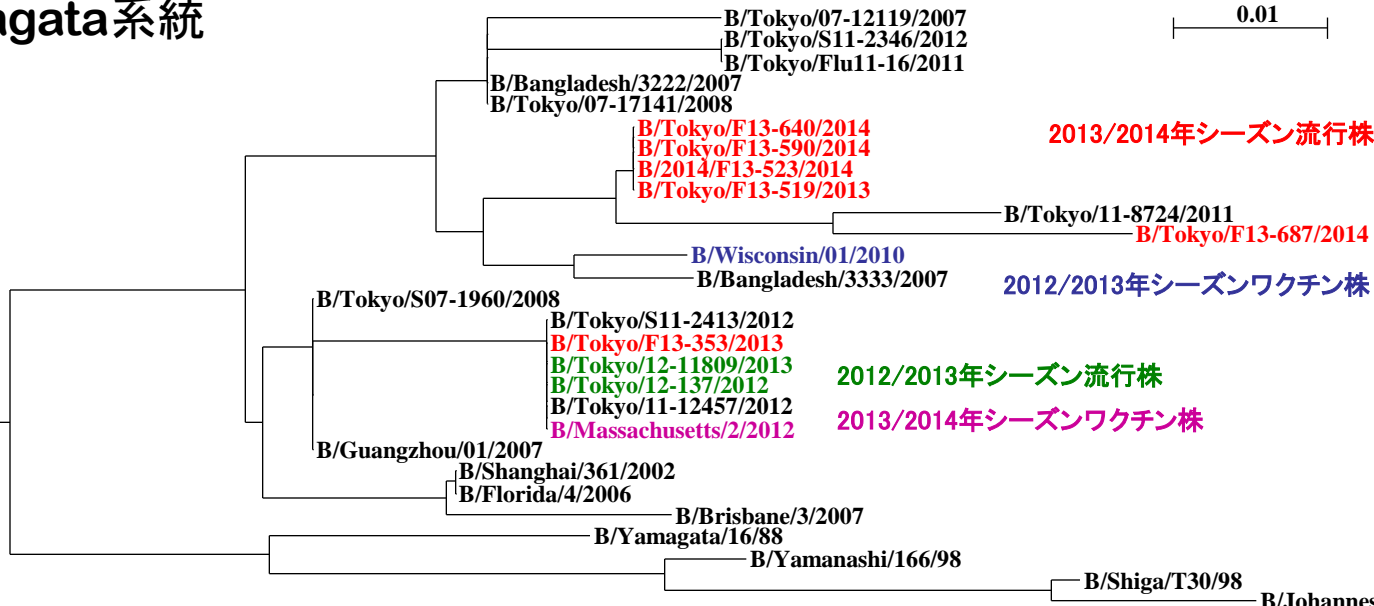 agata系統
0.01
B/Tokyo/07-12119/2007
B/Tokyo/S11-2346/2012
B/Tokyo/Flu11-16/2011
B/Bangladesh/3222/2007
B/Tokyo/07-17141/2008
B/Tokyo/F13-640/2014
2013/2014年シーズン流行株
B/Tokyo/F13-590/2014
B/2014/F13-523/2014
B/Tokyo/F13-519/2013
B/Tokyo/11-8724/2011
B/Tokyo/F13-687/2014
B/Wisconsin/01/2010
B/Bangladesh/3333/2007
2012/2013年シーズンワクチン株
B/Tokyo/S07-1960/2008
B/Tokyo/S11-2413/2012
B/Tokyo/F13-353/2013
B/Tokyo/12-11809/2013
2012/2013年シーズン流行株
B/Tokyo/12-137/2012
B/Tokyo/11-12457/2012
2013/2014年シーズンワクチン株
B/Massachusetts/2/2012
B/Guangzhou/01/2007
B/Shanghai/361/2002
B/Florida/4/2006
B/Brisbane/3/2007
B/Yamagata/16/88
B/Yamanashi/166/98
B/Shiga/T30/98
B/Johannes